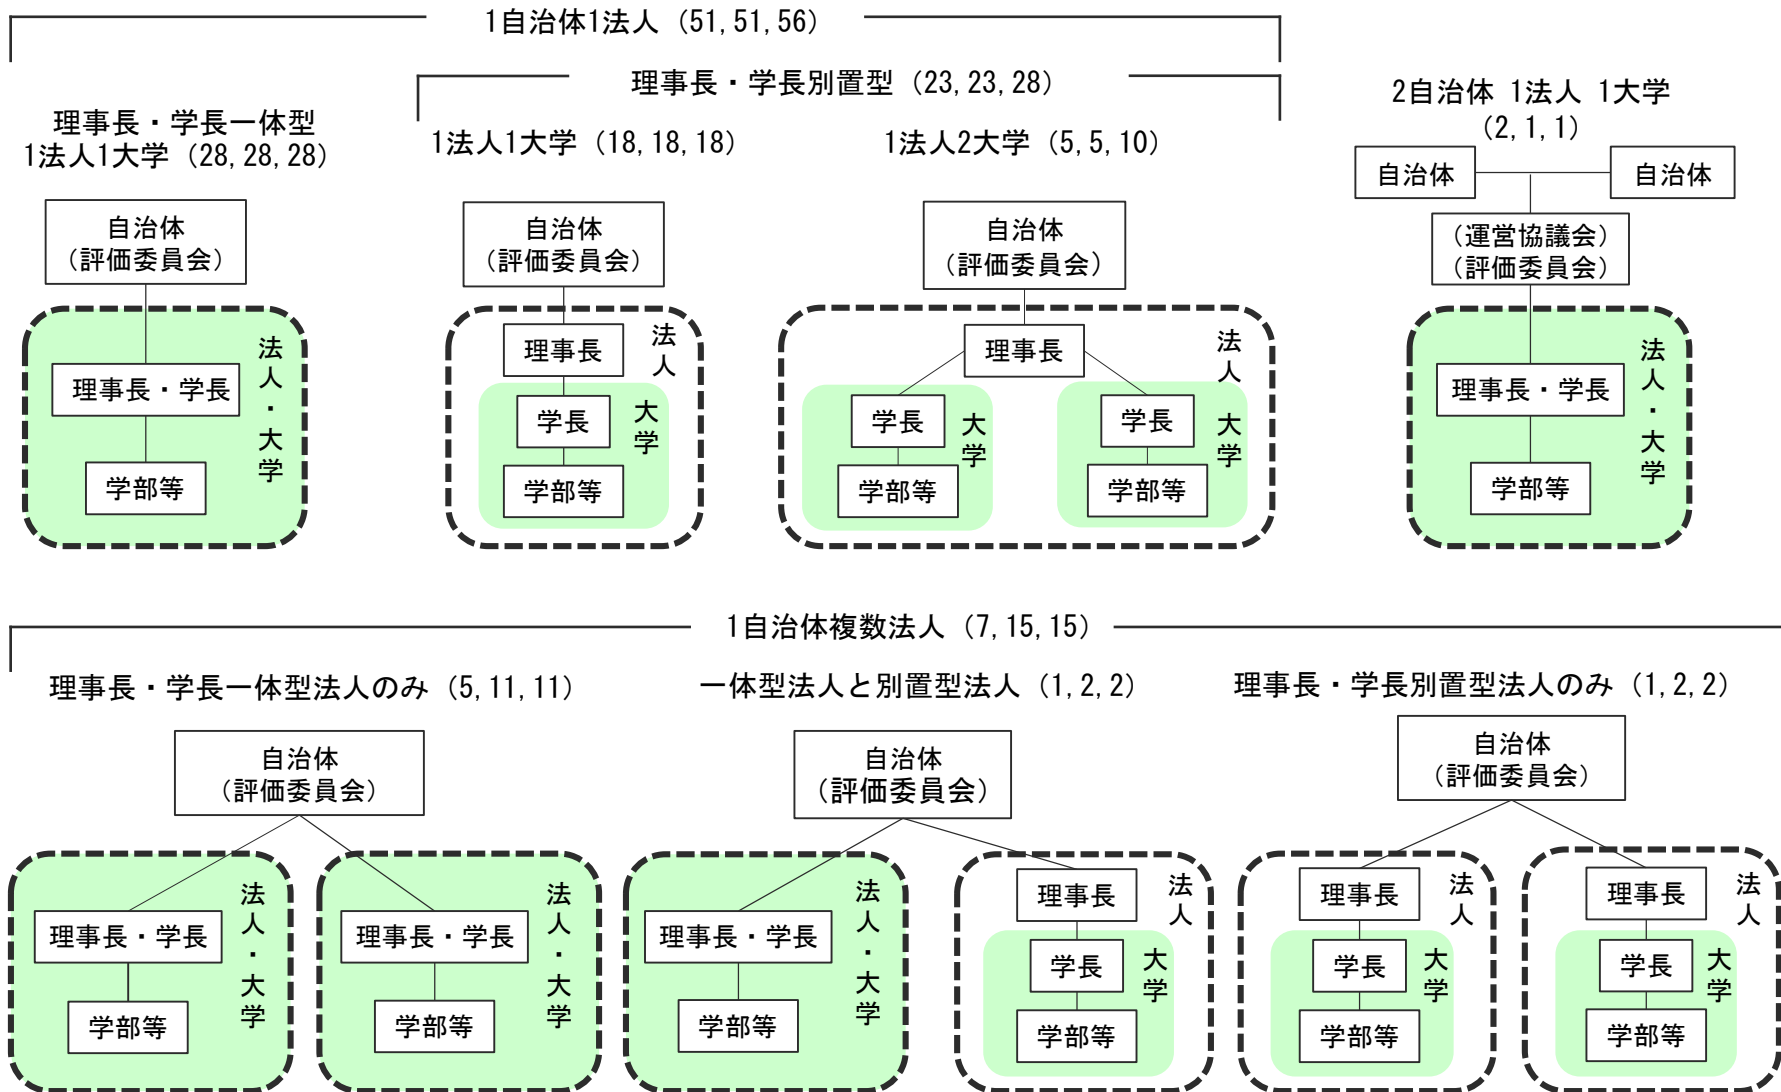 1自治体1法人（51,51,56）
理事長・学長別置型（23,23,28）
理事長・学長一体型
1法人1大学（28,28,28）
自治体
（評価委員会）
理事長・学長
学部等
法人・大学
1法人1大学（18,18,18）
自治体
（評価委員会）
理事長
法人
学長
大学
学部等
1法人2大学（5,5,10）
自治体
（評価委員会）
理事長
法人
学長
大学
学部等
学長
大学
学部等
2自治体 1法人 1大学
（2,1,1）
自治体
自治体
（運営協議会）
（評価委員会）
理事長・学長
学部等
法人・大学
1自治体複数法人（7,15,15）
理事長・学長一体型法人のみ（5,11,11）
自治体
（評価委員会）
理事長・学長
学部等
法人・大学
理事長・学長
学部等
法人・大学
一体型法人と別置型法人（1,2,2）
自治体
（評価委員会）
理事長・学長
学部等
法人・大学
理事長
法人
学長
大学
学部等
理事長・学長別置型法人のみ（1,2,2）
自治体
（評価委員会）
理事長
法人
学長
大学
学部等
理事長
法人
学長
大学
学部等